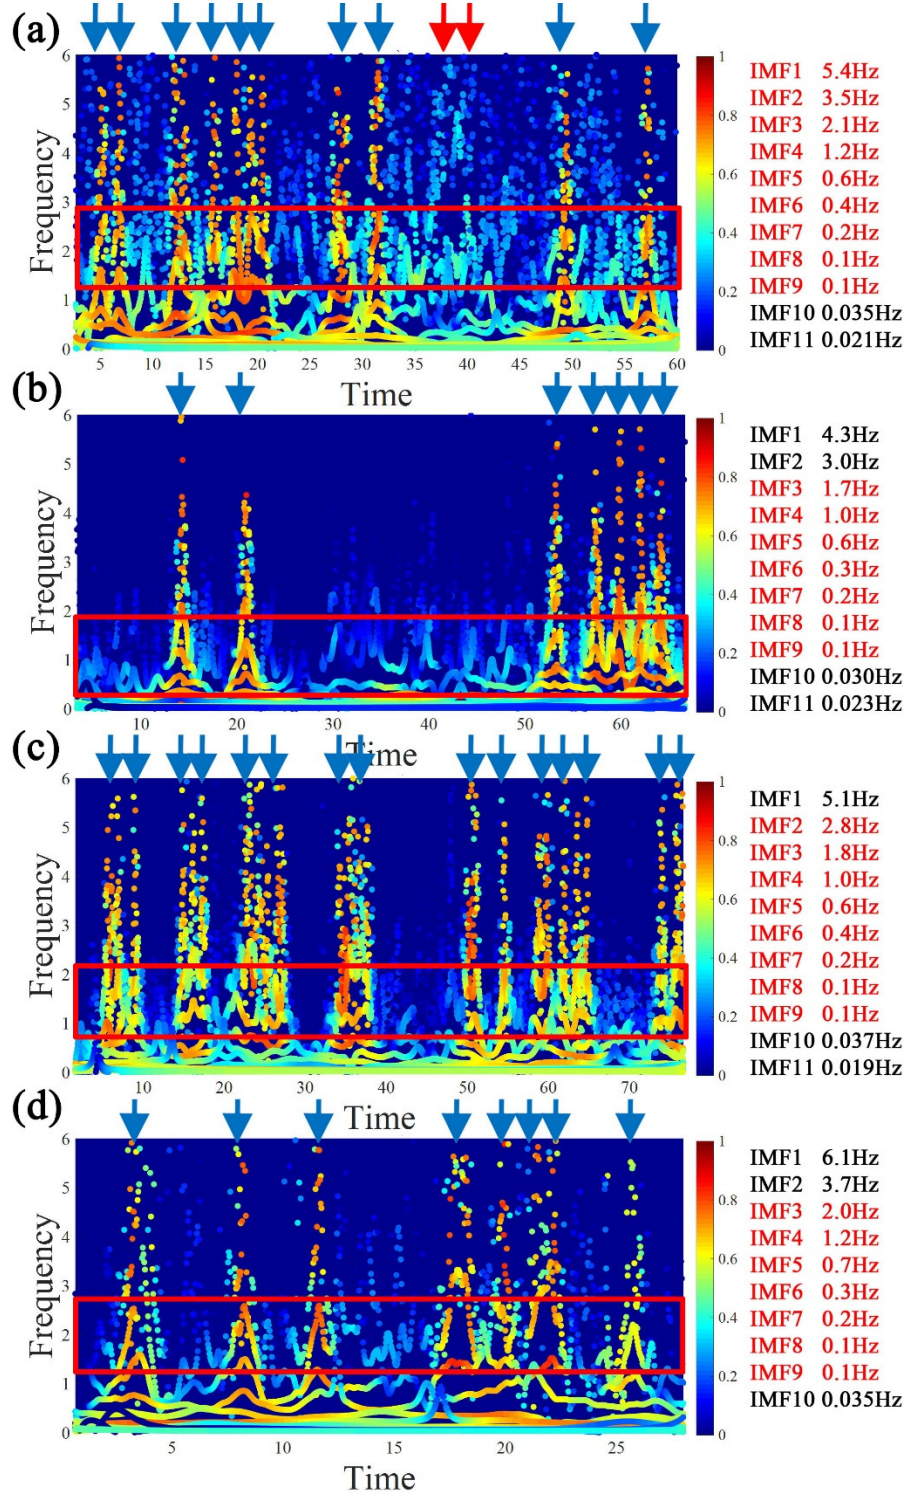 (a)
6
5
4
3
2
1
0
Frequency
5
10
15
20
25
30
35
40
45
50
55
60
Time
1
0.8
0.6
0.4
0.2
0
IMF1 5.4Hz
IMF2 3.5Hz
IMF3 2.1Hz
IMF4 1.2Hz
IMF5 0.6Hz
IMF6 0.4Hz
IMF7 0.2Hz
IMF8 0.1Hz
IMF9 0.1Hz
IMF10 0.035Hz
IMF11 0.021Hz
(b)
6
5
4
3
2
1
0
Frequency
10
20
30
40
50
60
Time
1
0.8
0.6
0.4
0.2
0
IMF1 4.3Hz
IMF2 3.0Hz
IMF3 1.7Hz
IMF4 1.0Hz
IMF5 0.6Hz
IMF6 0.3Hz
IMF7 0.2Hz
IMF8 0.1Hz
IMF9 0.1Hz
IMF10 0.030Hz
IMF11 0.023Hz
(c)
6
5
4
3
2
1
0
Frequency
10
20
30
40
50
60
70
Time
1
0.8
0.6
0.4
0.2
0
IMF1 5.1Hz
IMF2 2.8Hz
IMF3 1.8Hz
IMF4 1.0Hz
IMF5 0.6Hz
IMF6 0.4Hz
IMF7 0.2Hz
IMF8 0.1Hz
IMF9 0.1Hz
IMF10 0.037Hz
IMF11 0.019Hz
(d)
6
5
4
3
2
1
0
Frequency
5
10
15
20
25
Time
1
0.8
0.6
0.4
0.2
0
IMF1 6.1Hz
IMF2 3.7Hz
IMF3 2.0Hz
IMF4 1.2Hz
IMF5 0.7Hz
IMF6 0.3Hz
IMF7 0.2Hz
IMF8 0.1Hz
IMF9 0.1Hz
IMF10 0.035Hz